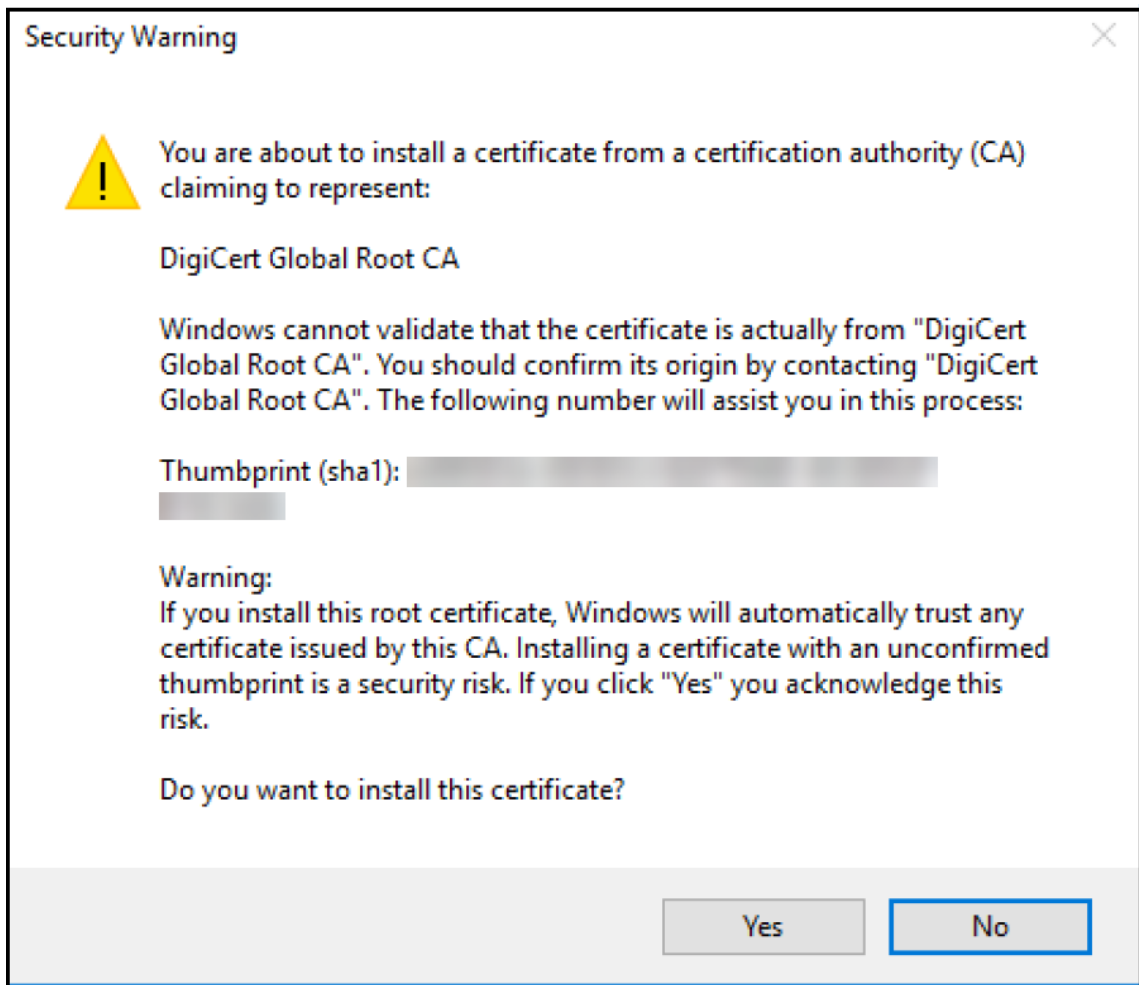 Security Warning
You are about to install a certificate from a certification authority (CA)
claiming to represent:
DigiCert Global Root CA
Windows cannot validate that the certificate is actually from "DigiCert
Global Root CA". You should confirm its origin by contacting "DigiCert
Global Root CA". The following number will assist you in this process:
Thumbprint (sha1):
Warning:
If you install this root certificate, Windows will automatically trust any
certificate issued by this CA. Installing a certificate with an unconfirmed
thumbprint is a security risk. If you click "Yes" you acknowledge this
risk.
Do you want to install this certificate?
Yes
No